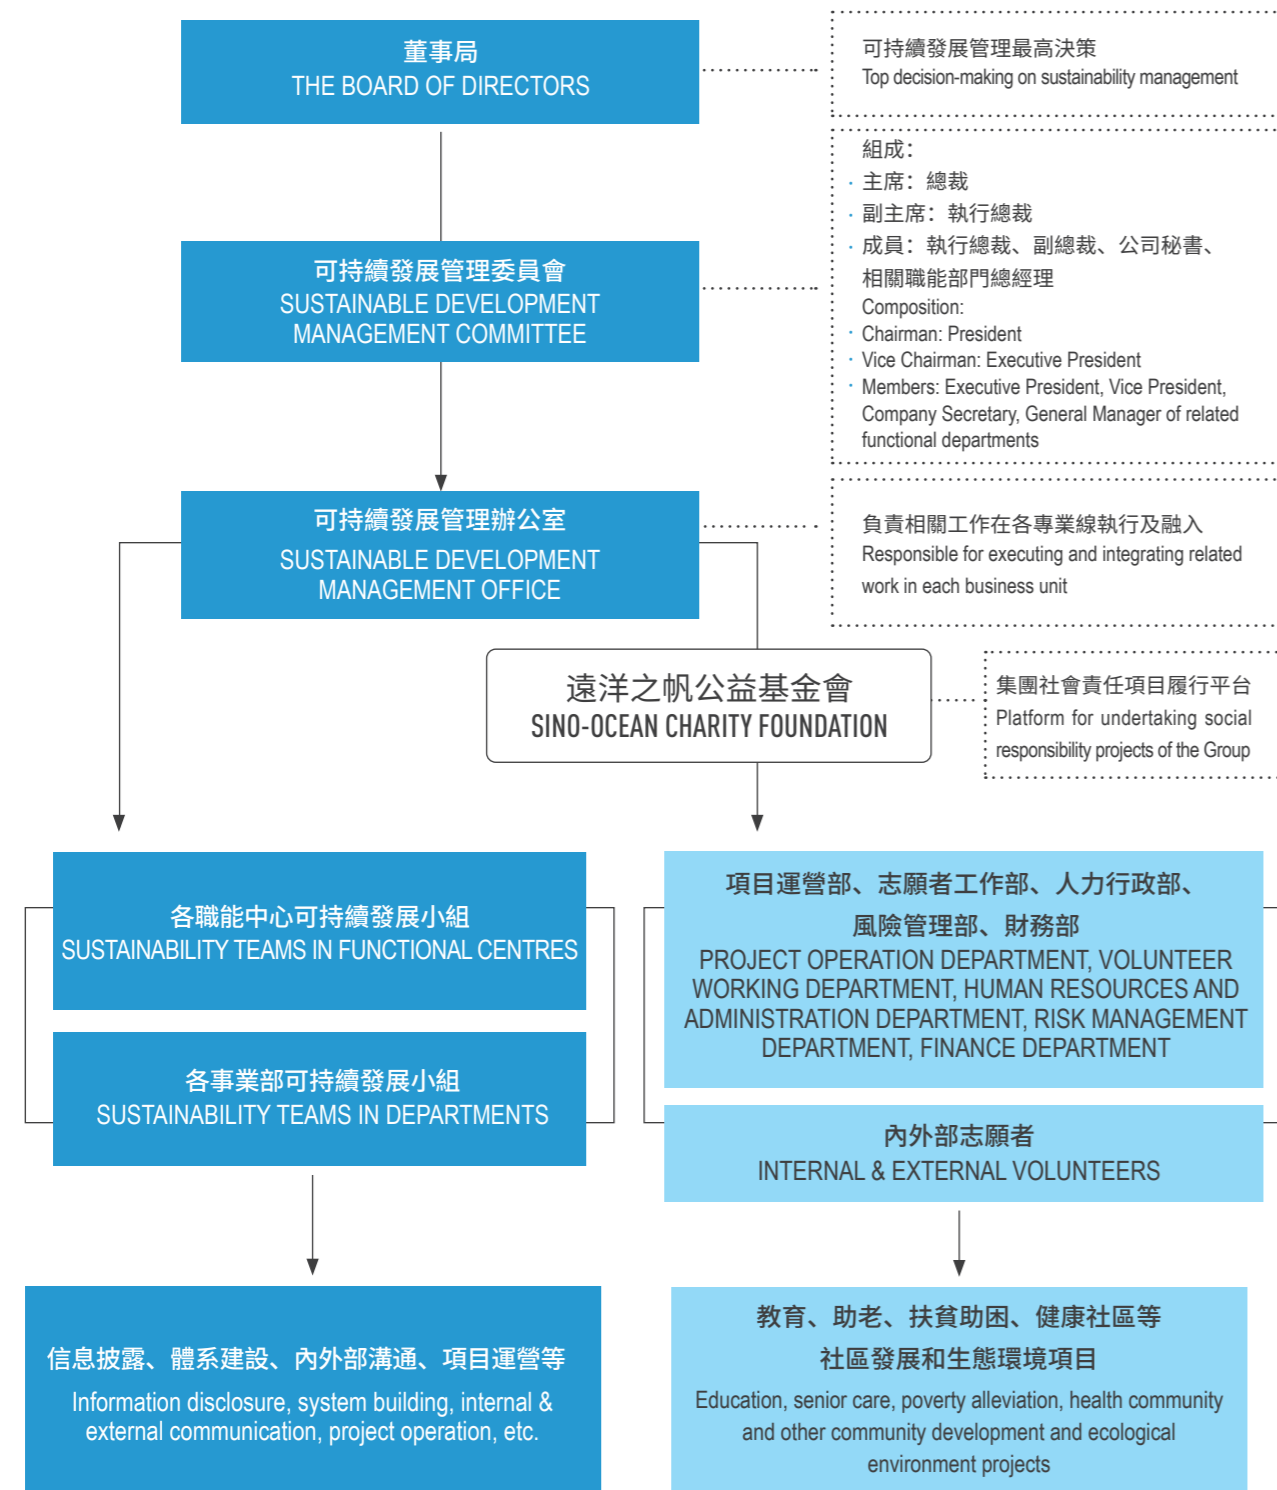 董事局
THE BOARD OF DIRECTORS
可持續發展管理最高決策
Top decision-making on sustainability management
可持續發展管理委員會
SUSTAINABLE DEVELOPMENT
MANAGEMENT COMMITTEE
組成：
· 主席：總裁
· 副主席：執行總裁
· 成員：執行總裁、副總裁、公司秘書、
相關職能部門總經理
Composition:
· Chairman: President
· Vice Chairman: Executive President
· Members: Executive President, Vice President,
Company Secretary, General Manager of related
functional departments
可持續發展管理辦公室
SUSTAINABLE DEVELOPMENT
MANAGEMENT OFFICE
負責相關工作在各專業線執行及融入
Responsible for executing and integrating related
work in each business unit
遠洋之帆公益基金會
SINO-OCEAN CHARITY FOUNDATION
集團社會責任項目履行平台
Platform for undertaking social
responsibility projects of the Group
各職能中心可持續發展小組
SUSTAINABILITY TEAMS IN FUNCTIONAL CENTRES
各事業部可持續發展小組
SUSTAINABILITY TEAMS IN DEPARTMENTS
項目運營部、志願者工作部、人力行政部、
風險管理部、財務部
PROJECT OPERATION DEPARTMENT, VOLUNTEER
WORKING DEPARTMENT, HUMAN RESOURCES AND
ADMINISTRATION DEPARTMENT, RISK MANAGEMENT
DEPARTMENT, FINANCE DEPARTMENT
內外部志願者
INTERNAL & EXTERNAL VOLUNTEERS
信息披露、體系建設、內外部溝通、項目運營等
Information disclosure, system building, internal &
external communication, project operation, etc.
教育、助老、扶貧助困、健康社區等
社區發展和生態環境項目
Education, senior care, poverty alleviation, health community
and other community development and ecological
environment projects